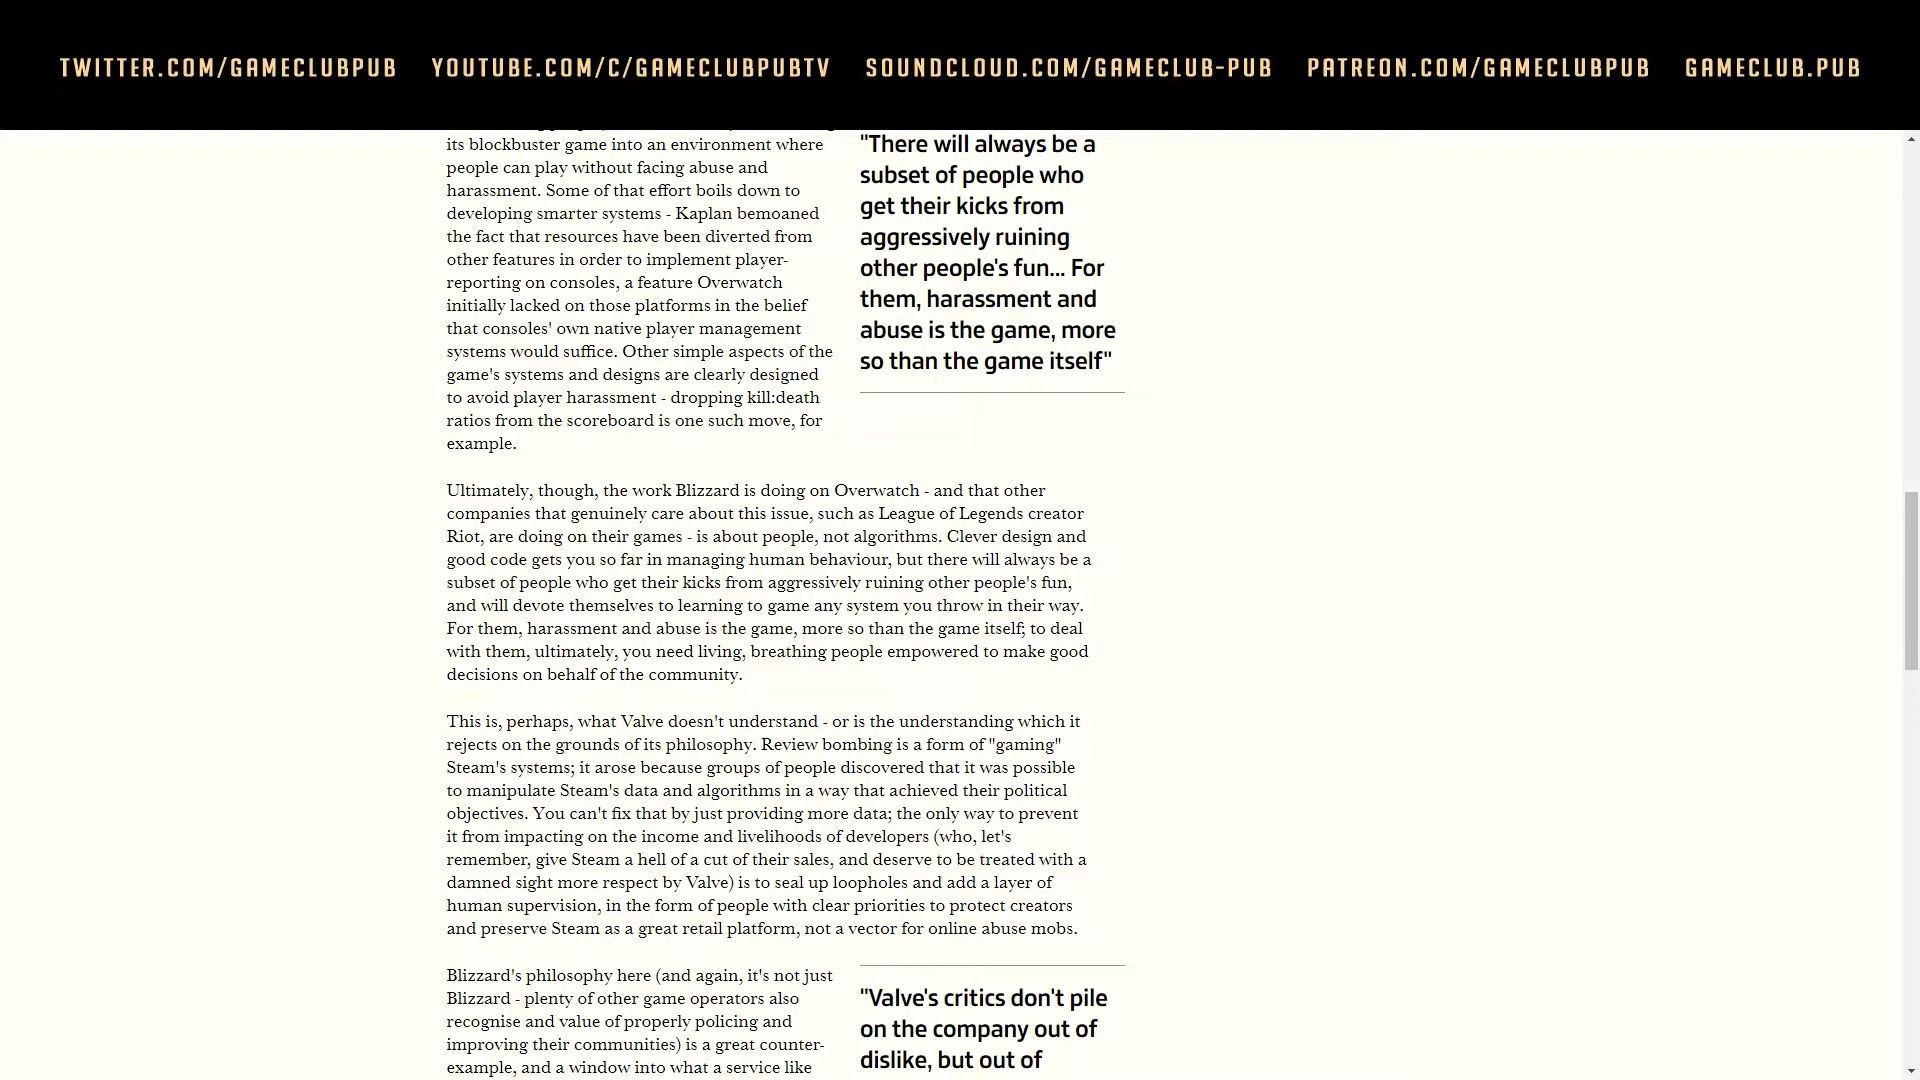 TWITTER.COM/GAMECLUBPUB YOUTUBE.COM/C/GAMECLUBPUBTV SOUNDCLOUD.COM/GAMECLUB-PUB PATREON.COM/GAMECLUBPUB GAMECLUB.PUB
its blockbuster game into an environment where
people can play without facing abuse and
harassment. Some of that effort boils down to
developing smarter systems - Kaplan bemoaned
the fact that resources have been diverted from
other features in order to implement player-
reporting on consoles, a feature Overwatch
initially lacked on those platforms in the belief
that consoles' own native player management
systems would suffice. Other simple aspects of the
game's systems and designs are clearly designed
to avoid player harassment - dropping kill:death
ratios from the scoreboard is one such move, for
example.
"There will always be a
subset of people who
get their kicks from
aggressively ruining
other people's fun... For
them, harassment and
abuse is the game, more
so than the game itself"
Ultimately, though, the work Blizzard is doing on Overwatch - and that other
companies that genuinely care about this issue, such as League of Legends creator
Riot, are doing on their games - is about people, not algorithms. Clever design and
good code gets you so far in managing human behaviour, but there will always be a
subset of people who get their kicks from aggressively ruining other people's fun,
and will devote themselves to learning to game any system you throw in their way.
For them, harassment and abuse is the game, more so than the game itself; to deal
with them, ultimately, you need living, breathing people empowered to make good
decisions on behalf of the community.
This is, perhaps, what Valve doesn't understand - or is the understanding which it
rejects on the grounds of its philosophy. Review bombing is a form of "gaming"
Steam's systems; it arose because groups of people discovered that it was possible
to manipulate Steam's data and algorithms in a way that achieved their political
objectives. You can't fix that by just providing more data; the only way to prevent
it from impacting on the income and livelihoods of developers (who, let's
remember, give Steam a hell of a cut of their sales, and deserve to be treated with a
damned sight more respect by Valve) is to seal up loopholes and add a layer of
human supervision, in the form of people with clear priorities to protect creators
and preserve Steam as a great retail platform, not a vector for online abuse mobs.
Blizzard's philosophy here (and again, it's not just
Blizzard - plenty of other game operators also
recognise and value of properly policing and
improving their communities) is a great counter-
example, and a window into what a service like
"Valve's critics don't pile
on the company out of
dislike, but out of